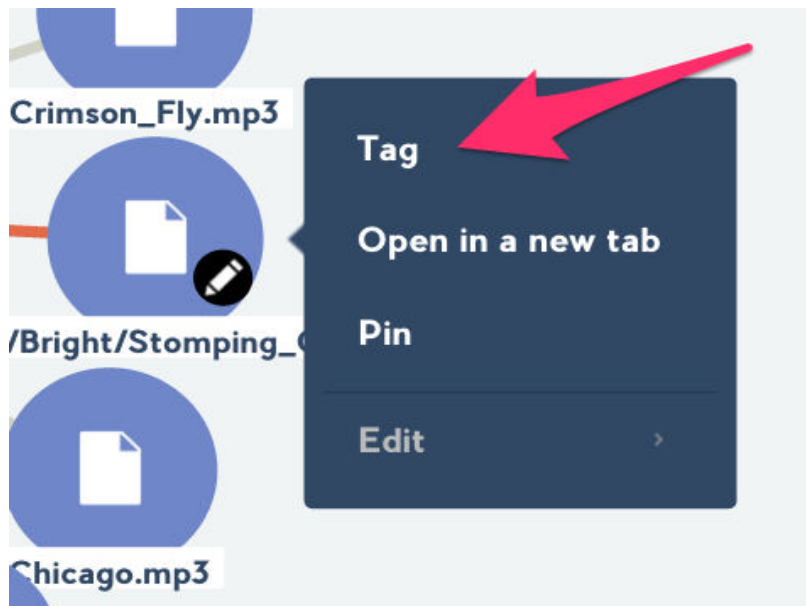 Crimson_Fly.mp3
Tag
Open in a new tab
/Bright/Stomping_
Pin
Edit
Chicago.mp3